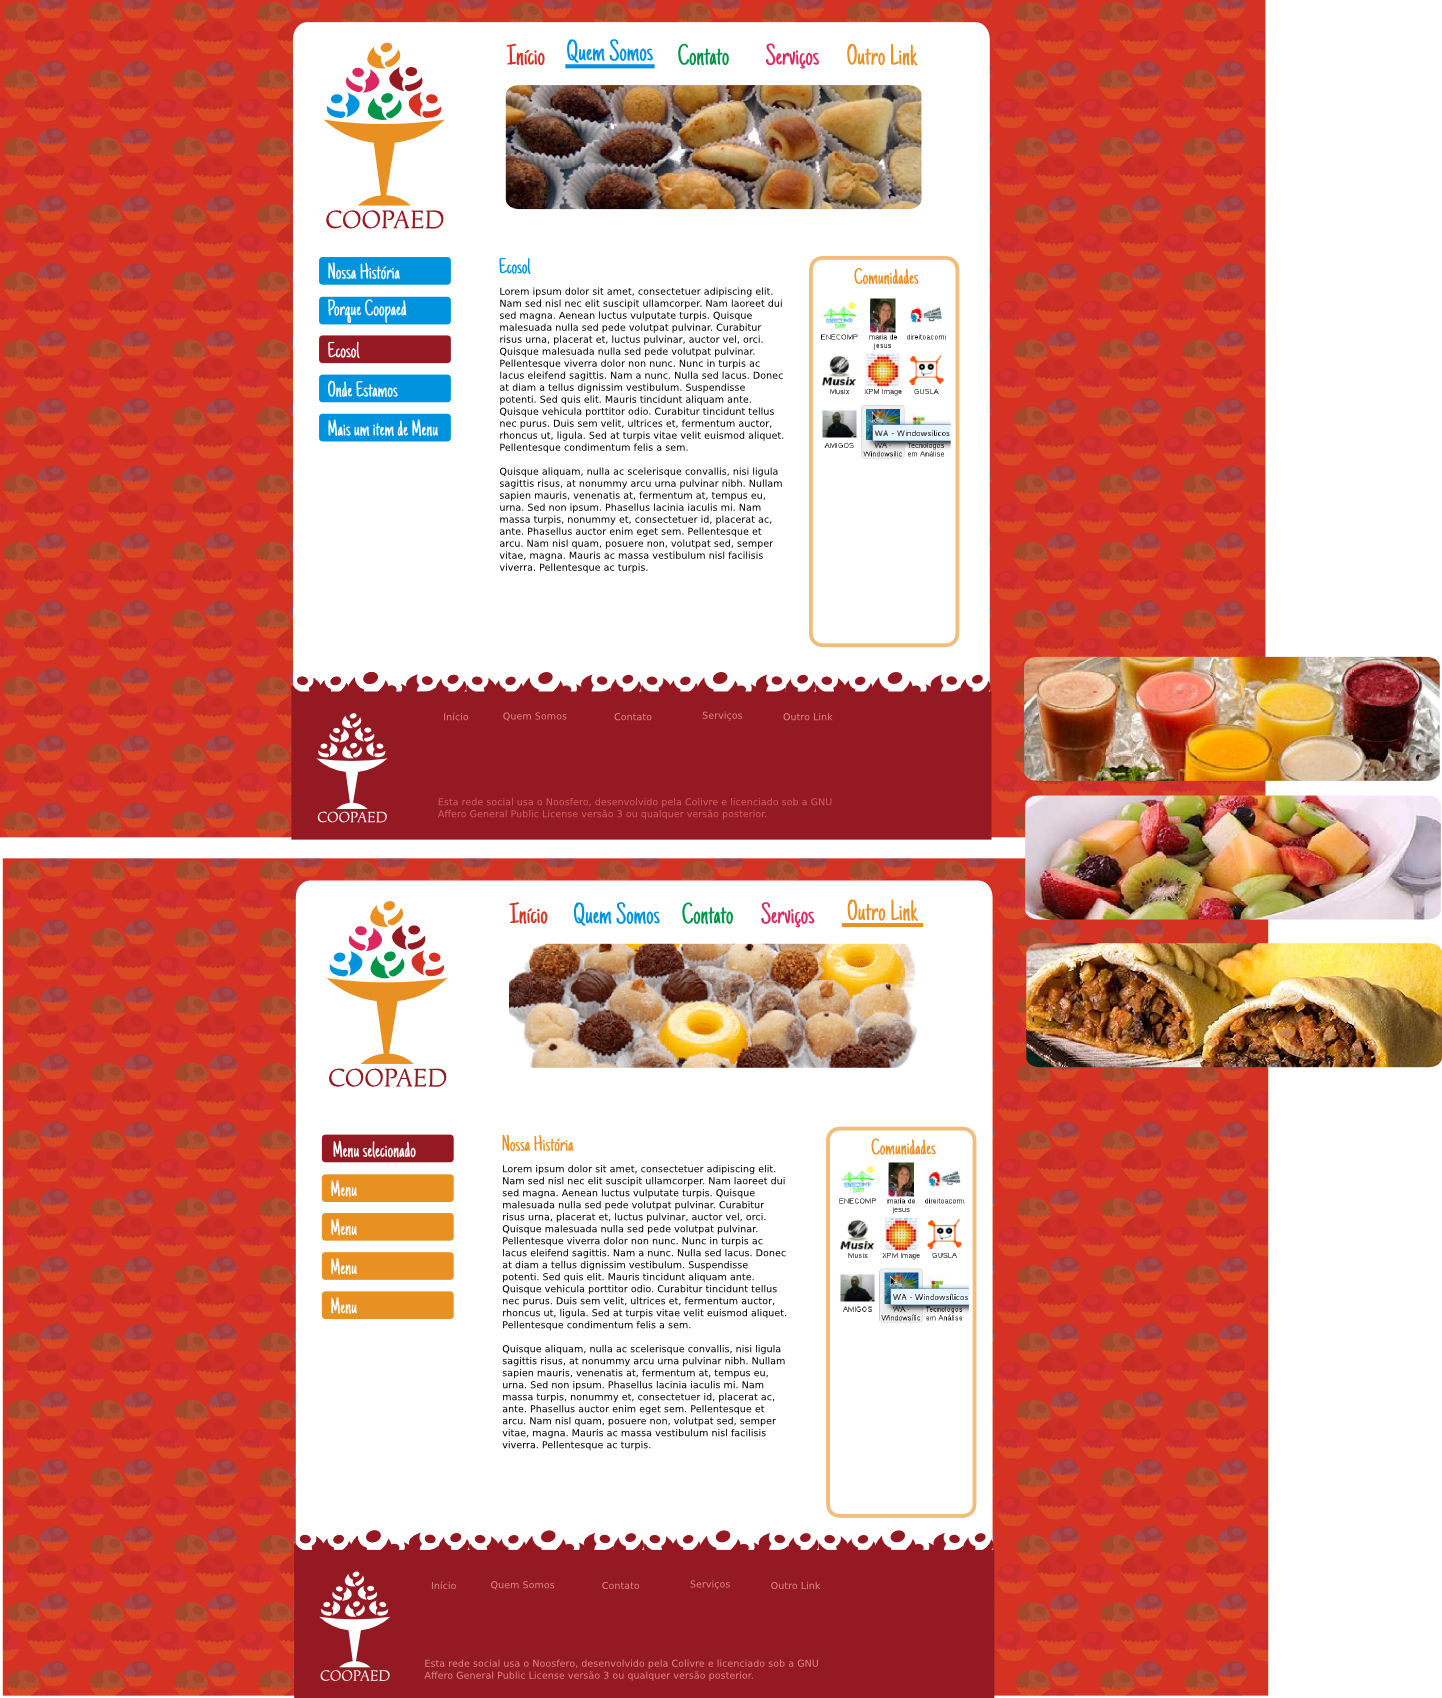 Início Quem Somos Contato Serviços Outro Link
COOPAED
Nossa História
Porque Coopaed
Ecosol
Onde Estamos
Mais um item de Menu
Ecosol
Lorem ipsum dolor sit amet, consectetuer adipiscing elit.
Nam sed nisl nec elit suscipit ullamcorper. Nam laoreet dui
sed magna. Aenean luctus vulputate turpis. Quisque
malesuada nulla sed pede volutpat pulvinar. Curabitur
risus urna, placerat et, luctus pulvinar, auctor vel, orci.
Quisque malesuada nulla sed pede volutpat pulvinar.
Pellentesque viverra dolor non nunc. Nunc in turpis ac
lacus eleifend sagittis. Nam a nunc. Nulla sed lacus. Donec
at diam a tellus dignissim vestibulum. Suspendisse
potenti. Sed quis elit. Mauris tincidunt aliquam ante.
Quisque vehicula porttitor odio. Curabitur tincidunt tellus
nec purus. Duis sem velit, ultrices et, fermentum auctor,
rhoncus ut, ligula. Sed at turpis vitae velit euismod aliquet.
Pellentesque condimentum felis a sem.
Quisque aliquam, nulla ac scelerisque convallis, nisi ligula
sagittis risus, at nonummy arcu urna pulvinar nibh. Nullam
sapien mauris, venenatis at, fermentum at, tempus eu,
urna. Sed non ipsum. Phasellus lacinia iaculis mi. Nam
massa turpis, nonummy et, consectetuer id, placerat ac,
ante. Phasellus auctor enim eget sem. Pellentesque et
arcu. Nam nisl quam, posuere non, volutpat sed, semper
vitae, magna. Mauris ac massa vestibulum nisl facilisis
viverra. Pellentesque ac turpis.
Comunidades
ENECOMP
ENECOMP maria de direitoacomu
jesus
Musix
Musix XPM Image GUSLA
WA - Windowsílicos
AMIGOS WA - Tecnologos
Windowsílic em Análise
Início Quem Somos Contato Serviços Outro Link
COOPAED
Esta rede social usa o Noosfero, desenvolvido pela Colivre e licenciado sob a GNU
Affero General Public License versão 3 ou qualquer versão posterior.
Início Quem Somos Contato Serviços Outro Link
COOPAED
Menu selecionado
Menu
Menu
Menu
Menu
Nossa História
Lorem ipsum dolor sit amet, consectetuer adipiscing elit.
Nam sed nisl nec elit suscipit ullamcorper. Nam laoreet dui
sed magna. Aenean luctus vulputate turpis. Quisque
malesuada nulla sed pede volutpat pulvinar. Curabitur
risus urna, placerat et, luctus pulvinar, auctor vel, orci.
Quisque malesuada nulla sed pede volutpat pulvinar.
Pellentesque viverra dolor non nunc. Nunc in turpis ac
lacus eleifend sagittis. Nam a nunc. Nulla sed lacus. Donec
at diam a tellus dignissim vestibulum. Suspendisse
potenti. Sed quis elit. Mauris tincidunt aliquam ante.
Quisque vehicula porttitor odio. Curabitur tincidunt tellus
nec purus. Duis sem velit, ultrices et, fermentum auctor,
rhoncus ut, ligula. Sed at turpis vitae velit euismod aliquet.
Pellentesque condimentum felis a sem.
Quisque aliquam, nulla ac scelerisque convallis, nisi ligula
sagittis risus, at nonummy arcu urna pulvinar nibh. Nullam
sapien mauris, venenatis at, fermentum at, tempus eu,
urna. Sed non ipsum. Phasellus lacinia iaculis mi. Nam
massa turpis, nonummy et, consectetuer id, placerat ac,
ante. Phasellus auctor enim eget sem. Pellentesque et
arcu. Nam nisl quam, posuere non, volutpat sed, semper
vitae, magna. Mauris ac massa vestibulum nisl facilisis
viverra. Pellentesque ac turpis.
Comunidades
ENECOMP
ENECOMP maria de direitoacomu
jesus
Musix
Musix XPM Image GUSLA
WA - Windowsílicos
AMIGOS WA - Tecnologos
Windowsílic em Análise
Início Quem Somos Contato Serviços Outro Link
COOPAED
Esta rede social usa o Noosfero, desenvolvido pela Colivre e licenciado sob a GNU
Affero General Public License versão 3 ou qualquer versão posterior.